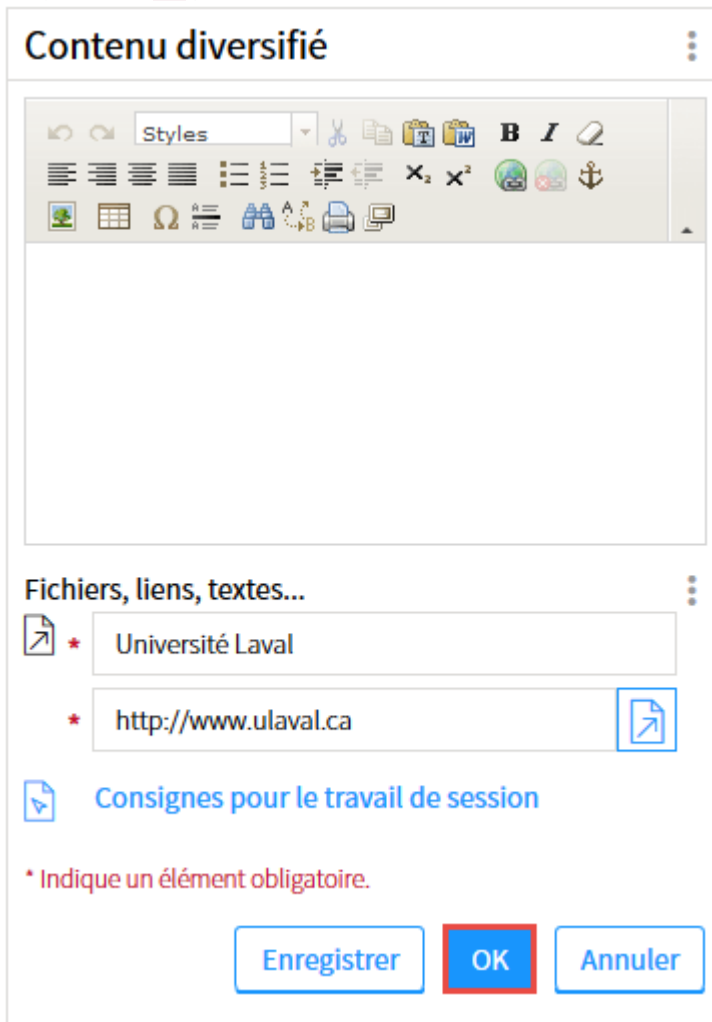 Contenu diversifié
Styles
B I
Fichiers, liens, textes...
* Université Laval
* http://www.ulaval.ca
Consignes pour le travail de session
* Indique un élément obligatoire.
Enregistrer OK Annuler